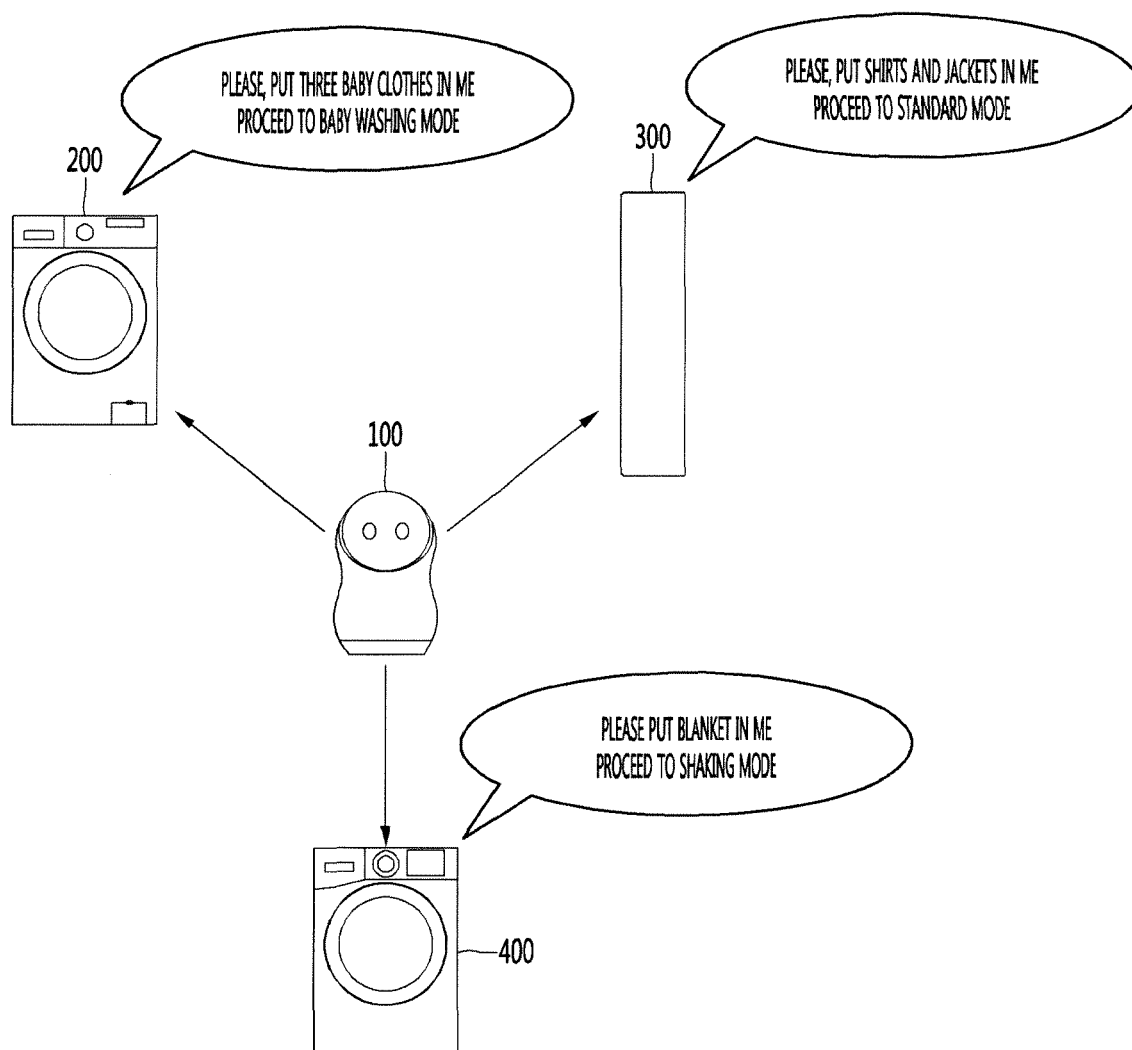 PLEASE, PUT THREE BABY CLOTHES IN ME
PROCEED TO BABY WASHING MODE
PLEASE, PUT SHIRTS AND JACKETS IN ME
PROCEED TO STANDARD MODE
200
300
100
PLEASE PUT BLANKET IN ME
PROCEED TO SHAKING MODE
400